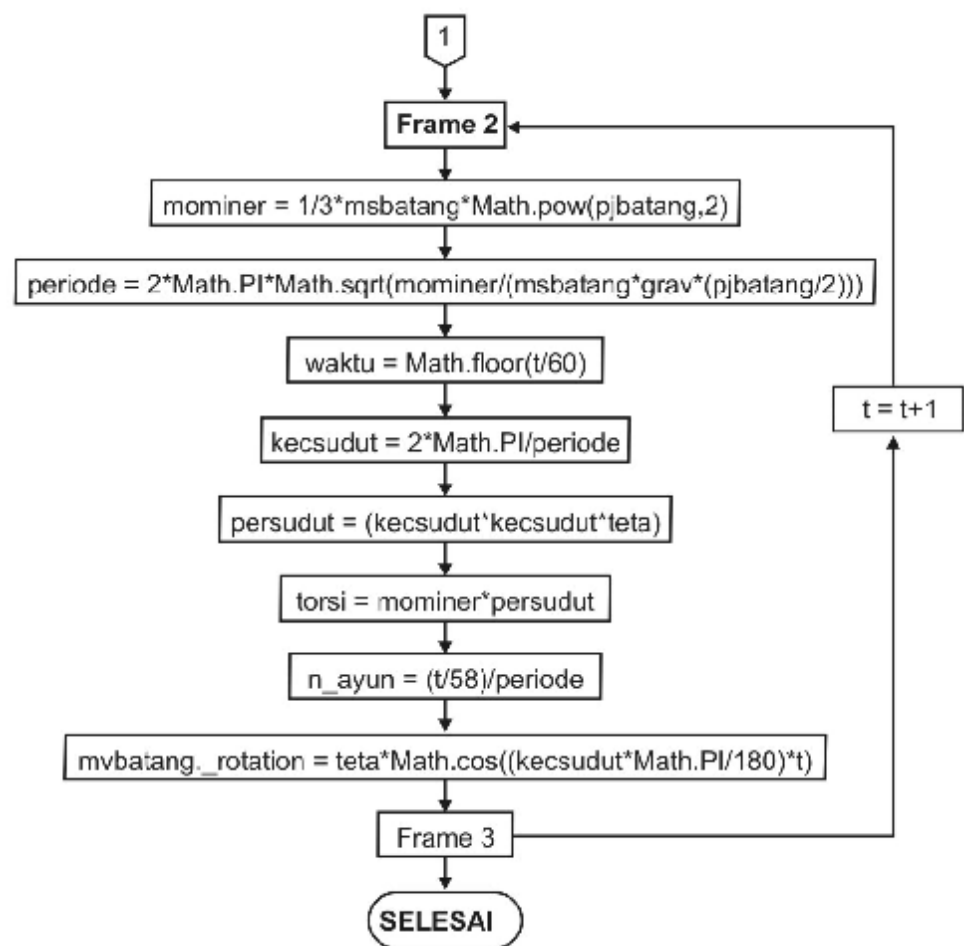 1
Frame 2
mominer = 1/3*msbatang*Math.pow(pjbatang,2)
periode = 2*Math.PI*Math.sqrt(mominer/(msbatang*grav*(pjbatang/2)))
waktu = Math.floor(t/60)
t = t+1
kecsudut = 2*Math.PI/periode
persudut = (kecsudut*kecsudut*teta)
torsi = mominer*persudut
n_ayun = (t/58)/periode
mvbatang._rotation = teta*Math.cos((kecsudut*Math.PI/180)*t)
Frame 3
SELESAI